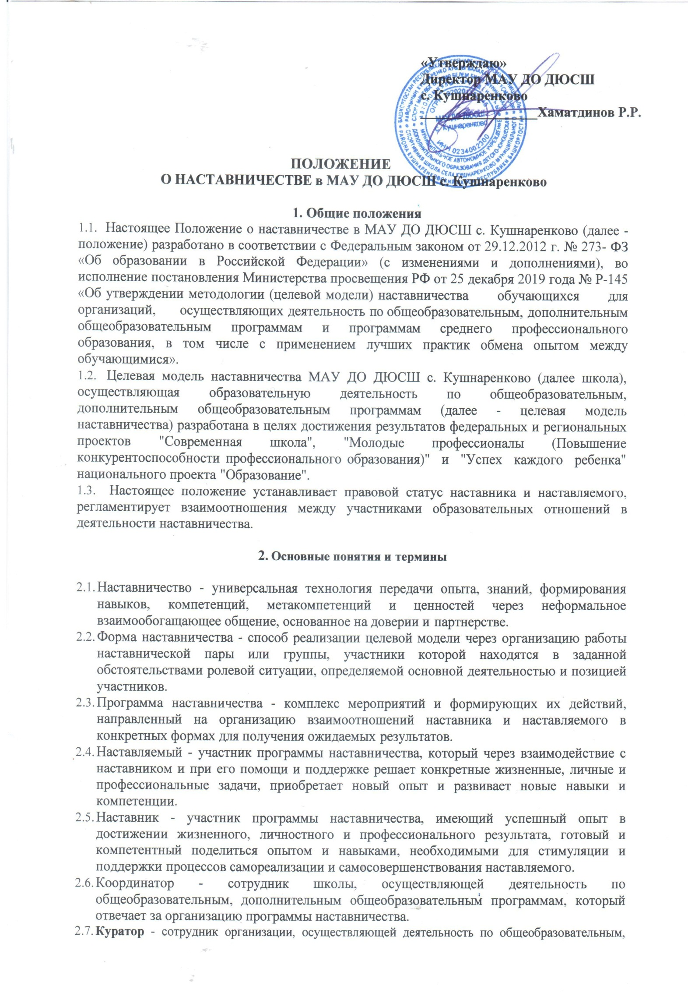 «Утверждаю»
Директор МАУ ДО ДЮСШ
с. Кушнаренково
________________Хаматдинов Р.Р.
МАУ ДО ДЮСШ
с. Кушнаренково
ИНН 0234002300
ПОЛОЖЕНИЕ
О НАСТАВНИЧЕСТВЕ в МАУ ДО ДЮСШ с. Кушнаренково
1. Общие положения
1.1. Настоящее Положение о наставничестве в МАУ ДО ДЮСШ с. Кушнаренково (далее -
положение) разработано в соответствии с Федеральным законом от 29.12.2012 г. № 273- ФЗ
«Об образовании в Российской Федерации» (с изменениями и дополнениями), во
исполнение постановления Министерства просвещения РФ от 25 декабря 2019 года № Р-145
«Об утверждении методологии (целевой модели) наставничества обучающихся для
организаций, осуществляющих деятельность по общеобразовательным, дополнительным
общеобразовательным программам и программам среднего профессионального
образования, в том числе с применением лучших практик обмена опытом между
обучающимися».
1.2. Целевая модель наставничества МАУ ДО ДЮСШ с. Кушнаренково (далее школа),
осуществляющая образовательную деятельность по общеобразовательным,
дополнительным общеобразовательным программам (далее - целевая модель
наставничества) разработана в целях достижения результатов федеральных и региональных
проектов "Современная школа", "Молодые профессионалы (Повышение
конкурентоспособности профессионального образования)" и "Успех каждого ребенка"
национального проекта "Образование".
1.3. Настоящее положение устанавливает правовой статус наставника и наставляемого,
регламентирует взаимоотношения между участниками образовательных отношений в
деятельности наставничества.
2. Основные понятия и термины
2.1. Наставничество - универсальная технология передачи опыта, знаний, формирования
навыков, компетенций, метакомпетенций и ценностей через неформальное
взаимообогащающее общение, основанное на доверии и партнерстве.
2.2. Форма наставничества - способ реализации целевой модели через организацию работы
наставнической пары или группы, участники которой находятся в заданной
обстоятельствами ролевой ситуации, определяемой основной деятельностью и позицией
участников.
2.3. Программа наставничества - комплекс мероприятий и формирующих их действий,
направленный на организацию взаимоотношений наставника и наставляемого в
конкретных формах для получения ожидаемых результатов.
2.4. Наставляемый - участник программы наставничества, который через взаимодействие с
наставником и при его помощи и поддержке решает конкретные жизненные, личные и
профессиональные задачи, приобретает новый опыт и развивает новые навыки и
компетенции.
2.5. Наставник - участник программы наставничества, имеющий успешный опыт в
достижении жизненного, личностного и профессионального результата, готовый и
компетентный поделиться опытом и навыками, необходимыми для стимуляции и
поддержки процессов самореализации и самосовершенствования наставляемого.
2.6. Координатор - сотрудник школы, осуществляющей деятельность по
общеобразовательным, дополнительным общеобразовательным программам, который
отвечает за организацию программы наставничества.
2.7. Куратор - сотрудник организации, осуществляющей деятельность по общеобразовательным,